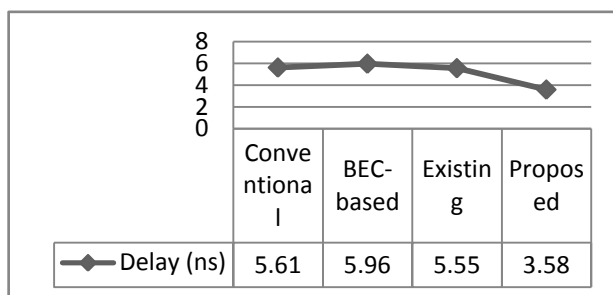 8
6
4
2
0
Conve
ntiona
l
BEC-
based
Existin
g
Propos
ed
Delay (ns)
5.61
5.96
5.55
3.58